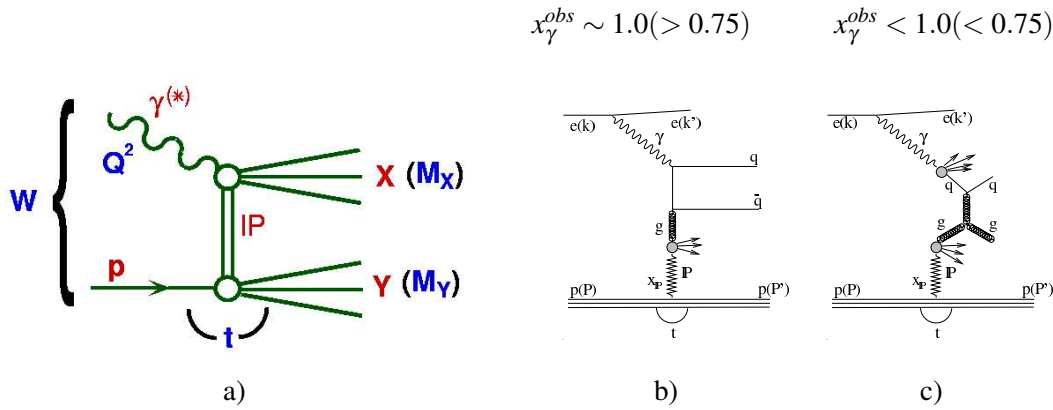 x_γ^{obs} ∼ 1.0(> 0.75)
x_γ^{obs} < 1.0(< 0.75)
γ(*)
Q²
W
X (M_X)
IP
p
Y (M_Y)
t
a)
e(k)
e(k')
γ
q
q̄
g
IP
x_IP
p(P)
p(P')
t
b)
e(k)
e(k')
γ
q
q
g
g
IP
x_IP
p(P)
p(P')
t
c)